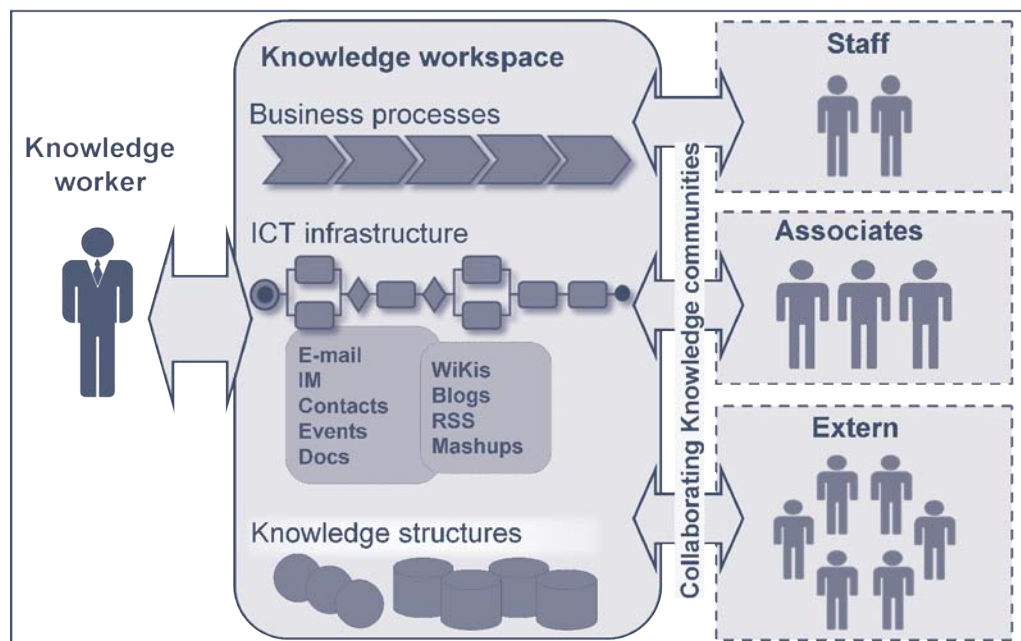 Knowledge
worker
Knowledge workspace
Business processes
ICT infrastructure
E-mail
IM
Contacts
Events
Docs
WiKis
Blogs
RSS
Mashups
Knowledge structures
Collaborating Knowledge communities
Staff
Associates
Extern